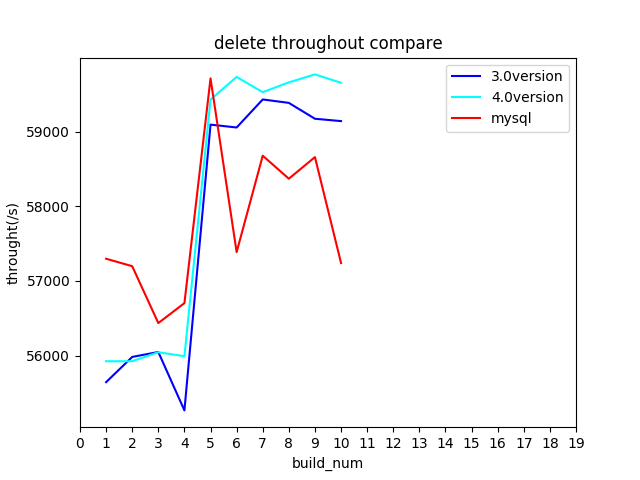 delete throughout compare
3.0version
4.0version
mysql
throught(/s)
59000
58000
57000
56000
0 1 2 3 4 5 6 7 8 9 10 11 12 13 14 15 16 17 18 19
build_num